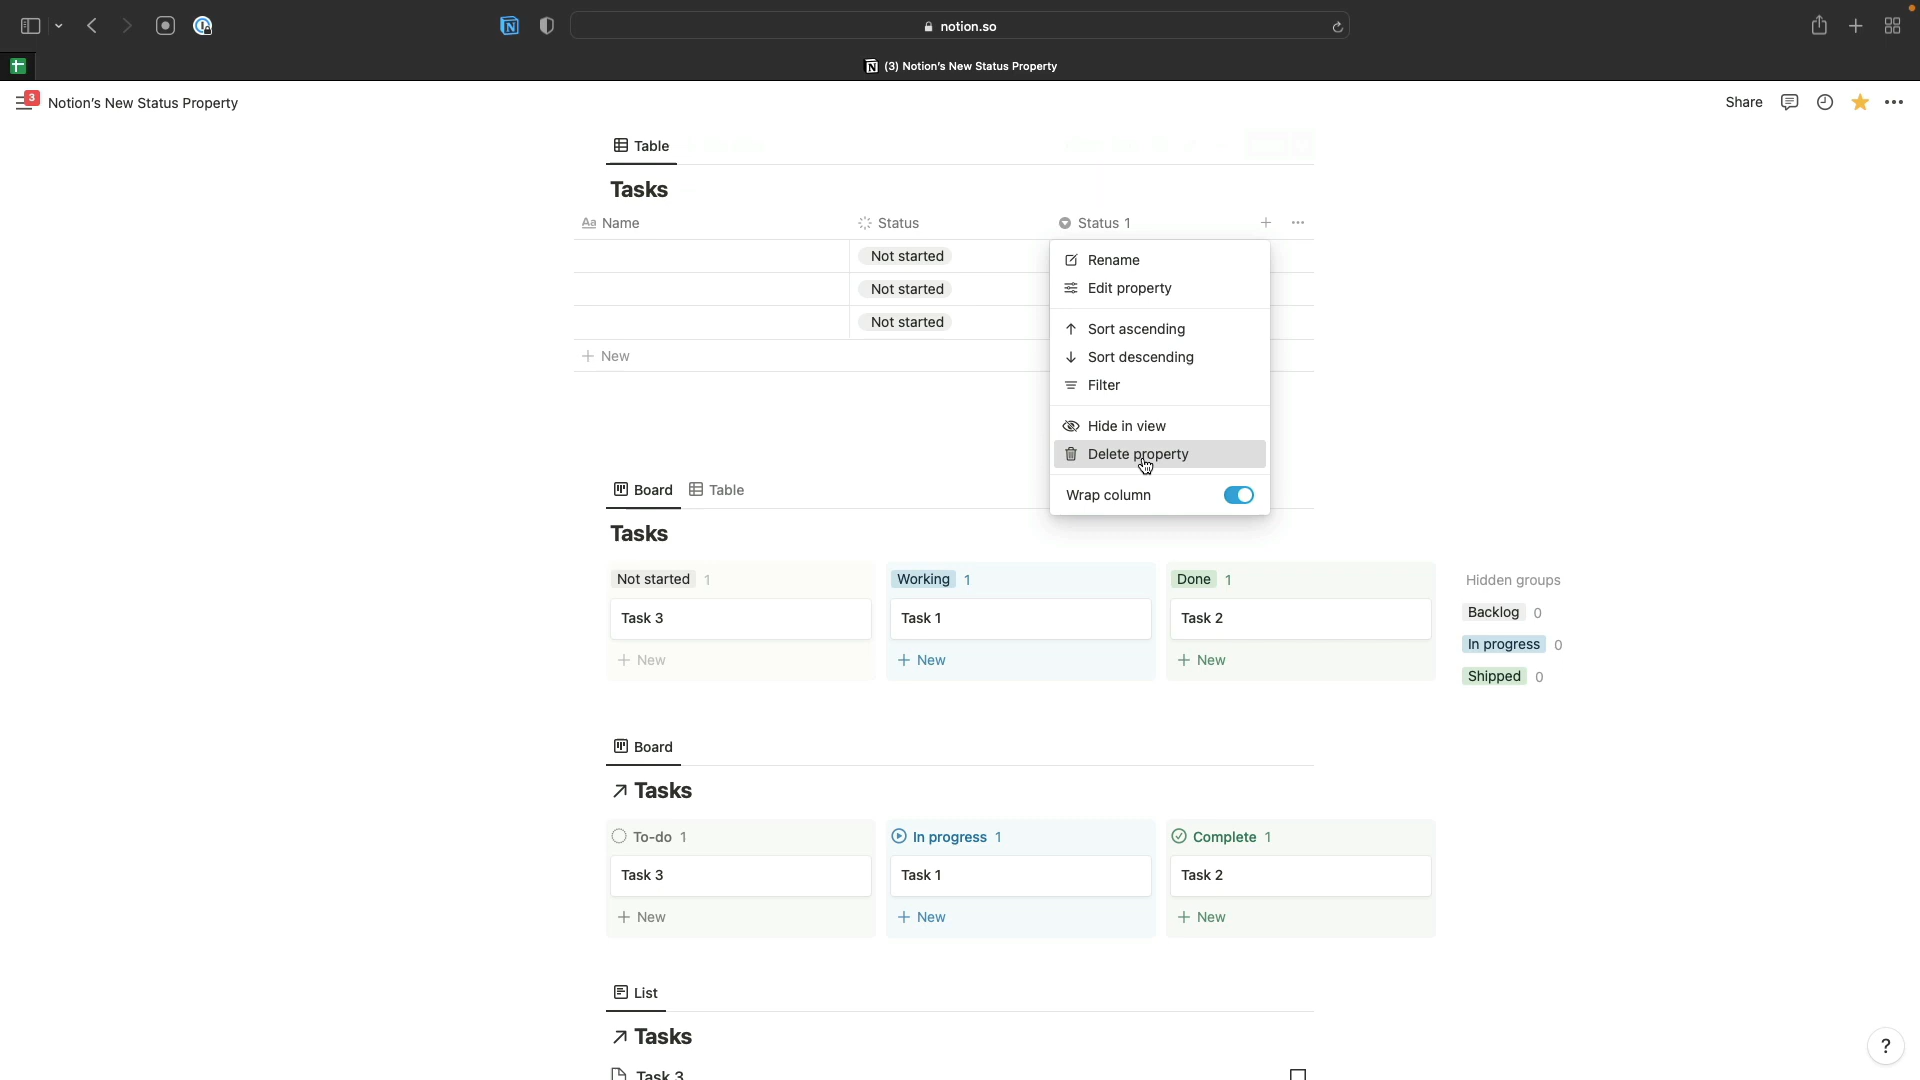 notion.so
(3) Notion's New Status Property
3 Notion's New Status Property
Share
Table
Tasks
Aa Name
Status
Status 1
Not started
Not started
Not started
New
Rename
Edit property
Sort ascending
Sort descending
Filter
Hide in view
Delete property
Wrap column
Board
Table
Tasks
Not started 1
Working 1
Done 1
Hidden groups
Task 3
Task 1
Task 2
Backlog 0
In progress 0
Shipped 0
New
New
New
Board
Tasks
To-do 1
In progress 1
Complete 1
Task 3
Task 1
Task 2
New
New
New
List
Tasks
Task 3
?